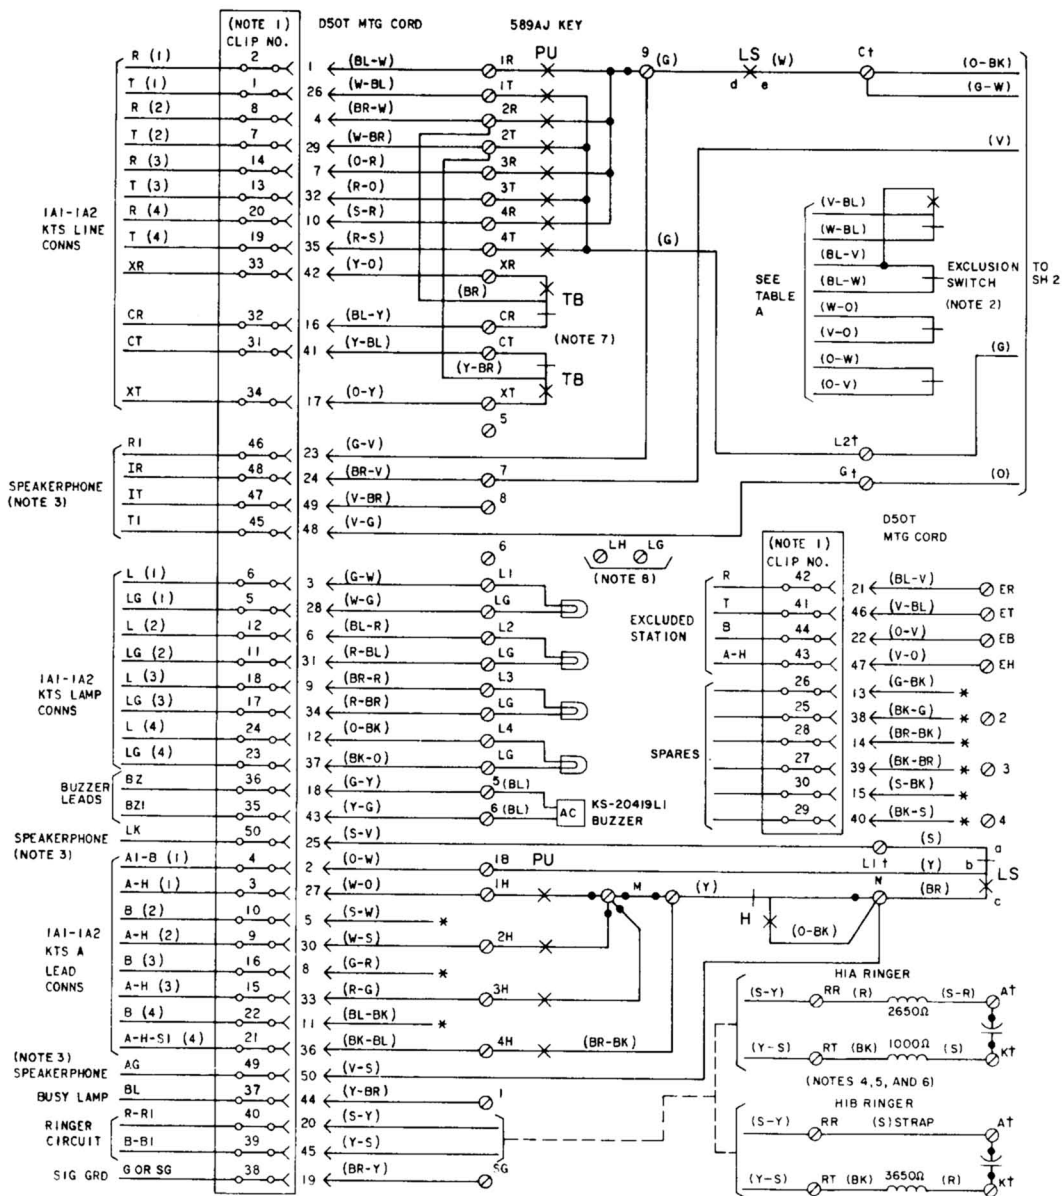 (NOTE 1) D50T MTG CORD 589AJ KEY
CLIP NO. PU 9 (G) LS (W) C†
R (1) 2 1 (BL-W) 1R (O-BK)
d e
T (1) 1 26 (W-BL) 1T (G-W)
R (2) 8 4 (BR-W) 2R
T (2) 7 29 (W-BR) 2T (V)
R (3) 14 7 (O-R) 3R
T (3) 13 32 (R-O) 3T
R (4) 20 10 (S-R) 4R
T (4) 19 35 (R-S) 4T (G)
XR 33 42 (Y-O) XR
1A1-1A2
KTS LINE
CONNS
(BR) TB
CR 32 16 (BL-Y) CR (NOTE 7)
CT 31 41 (Y-BL) CT
(Y-BR) TB
XT 34 17 (O-Y) XT
5
(V-BL)
(W-BL)
(BL-V)
(BL-W)
(W-O)
(V-O)
(O-W)
(O-V)
SEE
TABLE
A
EXCLUSION
SWITCH
(NOTE 2)
TO
SH 2
(G)
L2†
G† (O)
R1 46 23 (G-V)
IR 48 24 (BR-V) 7
IT 47 49 (V-BR) 8
T1 45 48 (V-G)
SPEAKERPHONE
(NOTE 3)
6 LH LG
(NOTE 8)
L (1) 6 3 (G-W) L1
LG (1) 5 28 (W-G) LG
L (2) 12 6 (BL-R) L2
LG (2) 11 31 (R-BL) LG
L (3) 18 9 (BR-R) L3
LG (3) 17 34 (R-BR) LG
L (4) 24 12 (O-BK) L4
LG (4) 23 37 (BK-O) LG
1A1-1A2
KTS LAMP
CONNS
D50T
MTG CORD
(NOTE 1)
CLIP NO.
R 42 21 (BL-V) ER
T 41 46 (V-BL) ET
B 44 22 (O-V) EB
A-H 43 47 (V-O) EH
EXCLUDED
STATION
26 13 (G-BK) *
25 38 (BK-G) * 2
28 14 (BR-BK) *
27 39 (BK-BR) * 3
30 15 (S-BK) *
29 40 (BK-S) * 4
SPARES
BUZZER
LEADS
BZ 36 18 (G-Y) 5 (BL)
BZ1 35 43 (Y-G) 6 (BL)
AC KS-20419L1
BUZZER
SPEAKERPHONE
(NOTE 3)
LK 50 25 (S-V) (S) a
L1† (Y) b LS
A1-B (1) 4 2 (O-W) 1B PU
A-H (1) 3 27 (W-O) 1H M (Y) N (BR) c
B (2) 10 5 (S-W) *
H (O-BK)
A-H (2) 9 30 (W-S) 2H
B (3) 16 8 (G-R) *
A-H (3) 15 33 (R-G) 3H
B (4) 22 11 (BL-BK) *
A-H-S1 (4) 21 36 (BK-BL) 4H (BR-BK)
1A1-1A2
KTS A
LEAD
CONNS
(NOTE 3)
SPEAKERPHONE
AG 49 50 (V-S)
BUSY LAMP BL 37 44 (Y-BR) 1
RINGER
CIRCUIT
R-R1 40 20 (S-Y)
B-B1 39 45 (Y-S)
SIG GRD G OR SG 38 19 (BR-Y) SG
H1A RINGER
(S-Y) RR (R) 2650Ω (S-R) A†
(Y-S) RT (BK) 1000Ω (S) K†
(NOTES 4,5, AND 6)
H1B RINGER
(S-Y) RR (S)STRAP A†
(Y-S) RT (BK) 3650Ω (R) K†